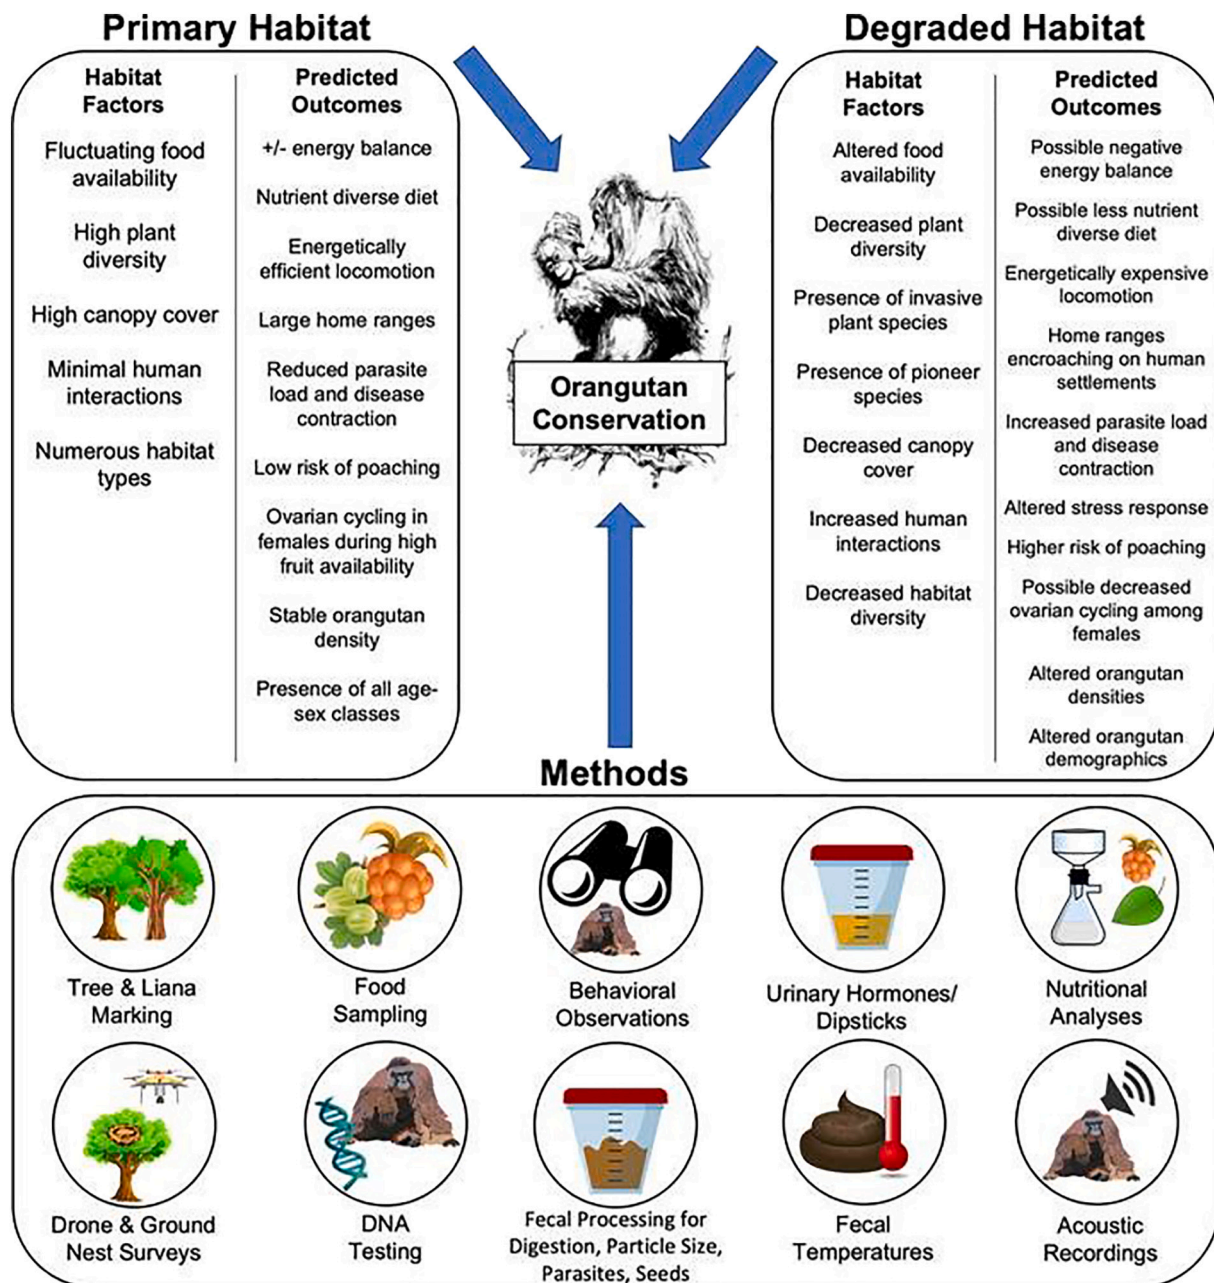 Primary Habitat
Habitat
Factors
Fluctuating food
availability
High plant
diversity
High canopy cover
Minimal human
interactions
Numerous habitat
types
Predicted
Outcomes
+/- energy balance
Nutrient diverse diet
Energetically
efficient locomotion
Large home ranges
Reduced parasite
load and disease
contraction
Low risk of poaching
Ovarian cycling in
females during high
fruit availability
Stable orangutan
density
Presence of all age-
sex classes
Orangutan
Conservation
Degraded Habitat
Habitat
Factors
Altered food
availability
Decreased plant
diversity
Presence of invasive
plant species
Presence of pioneer
species
Decreased canopy
cover
Increased human
interactions
Decreased habitat
diversity
Predicted
Outcomes
Possible negative
energy balance
Possible less nutrient
diverse diet
Energetically expensive
locomotion
Home ranges
encroaching on human
settlements
Increased parasite load
and disease
contraction
Altered stress response
Higher risk of poaching
Possible decreased
ovarian cycling among
females
Altered orangutan
densities
Altered orangutan
demographics
Methods
Tree & Liana
Marking
Food
Sampling
Behavioral
Observations
Urinary Hormones/
Dipsticks
Nutritional
Analyses
Drone & Ground
Nest Surveys
DNA
Testing
Fecal Processing for
Digestion, Particle Size,
Parasites, Seeds
Fecal
Temperatures
Acoustic
Recordings